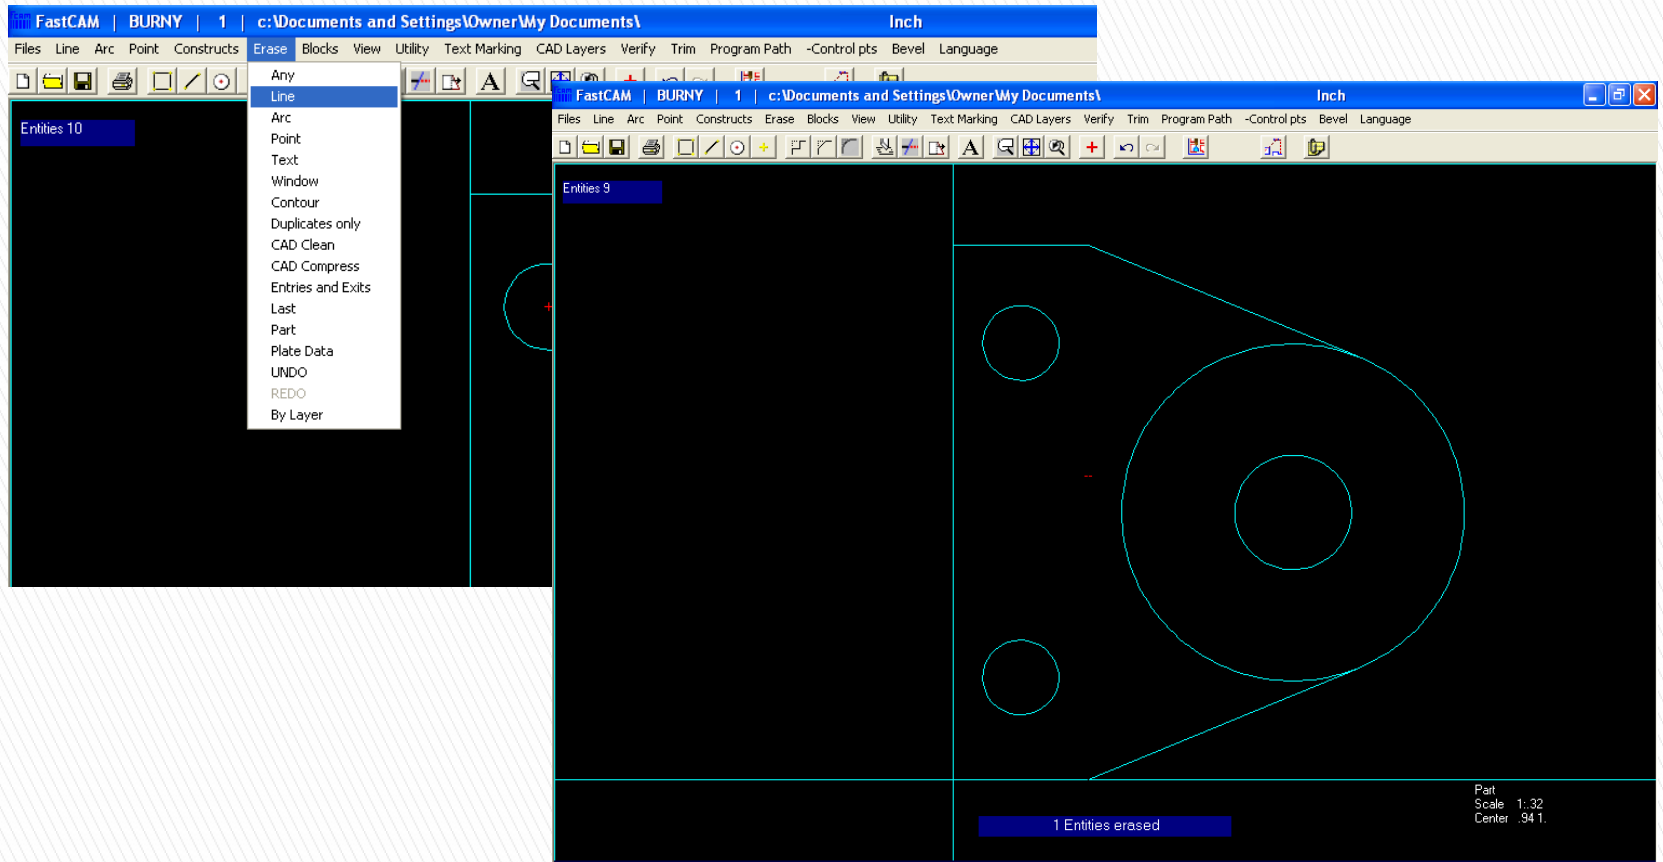 FastCAM | BURNY | 1 | c:\Documents and Settings\Owner\My Documents\ Inch
Files Line Arc Point Constructs Erase Blocks View Utility Text Marking CAD Layers Verify Trim Program Path -Control pts Bevel Language
A
Entities 10
Any
Line
Arc
Point
Text
Window
Contour
Duplicates only
CAD Clean
CAD Compress
Entries and Exits
Last
Part
Plate Data
UNDO
REDO
By Layer
FastCAM | BURNY | 1 | c:\Documents and Settings\Owner\My Documents\ Inch
Files Line Arc Point Constructs Erase Blocks View Utility Text Marking CAD Layers Verify Trim Program Path -Control pts Bevel Language
A
Entities 9
Part
Scale 1:.32
Center .94 1.
1 Entities erased